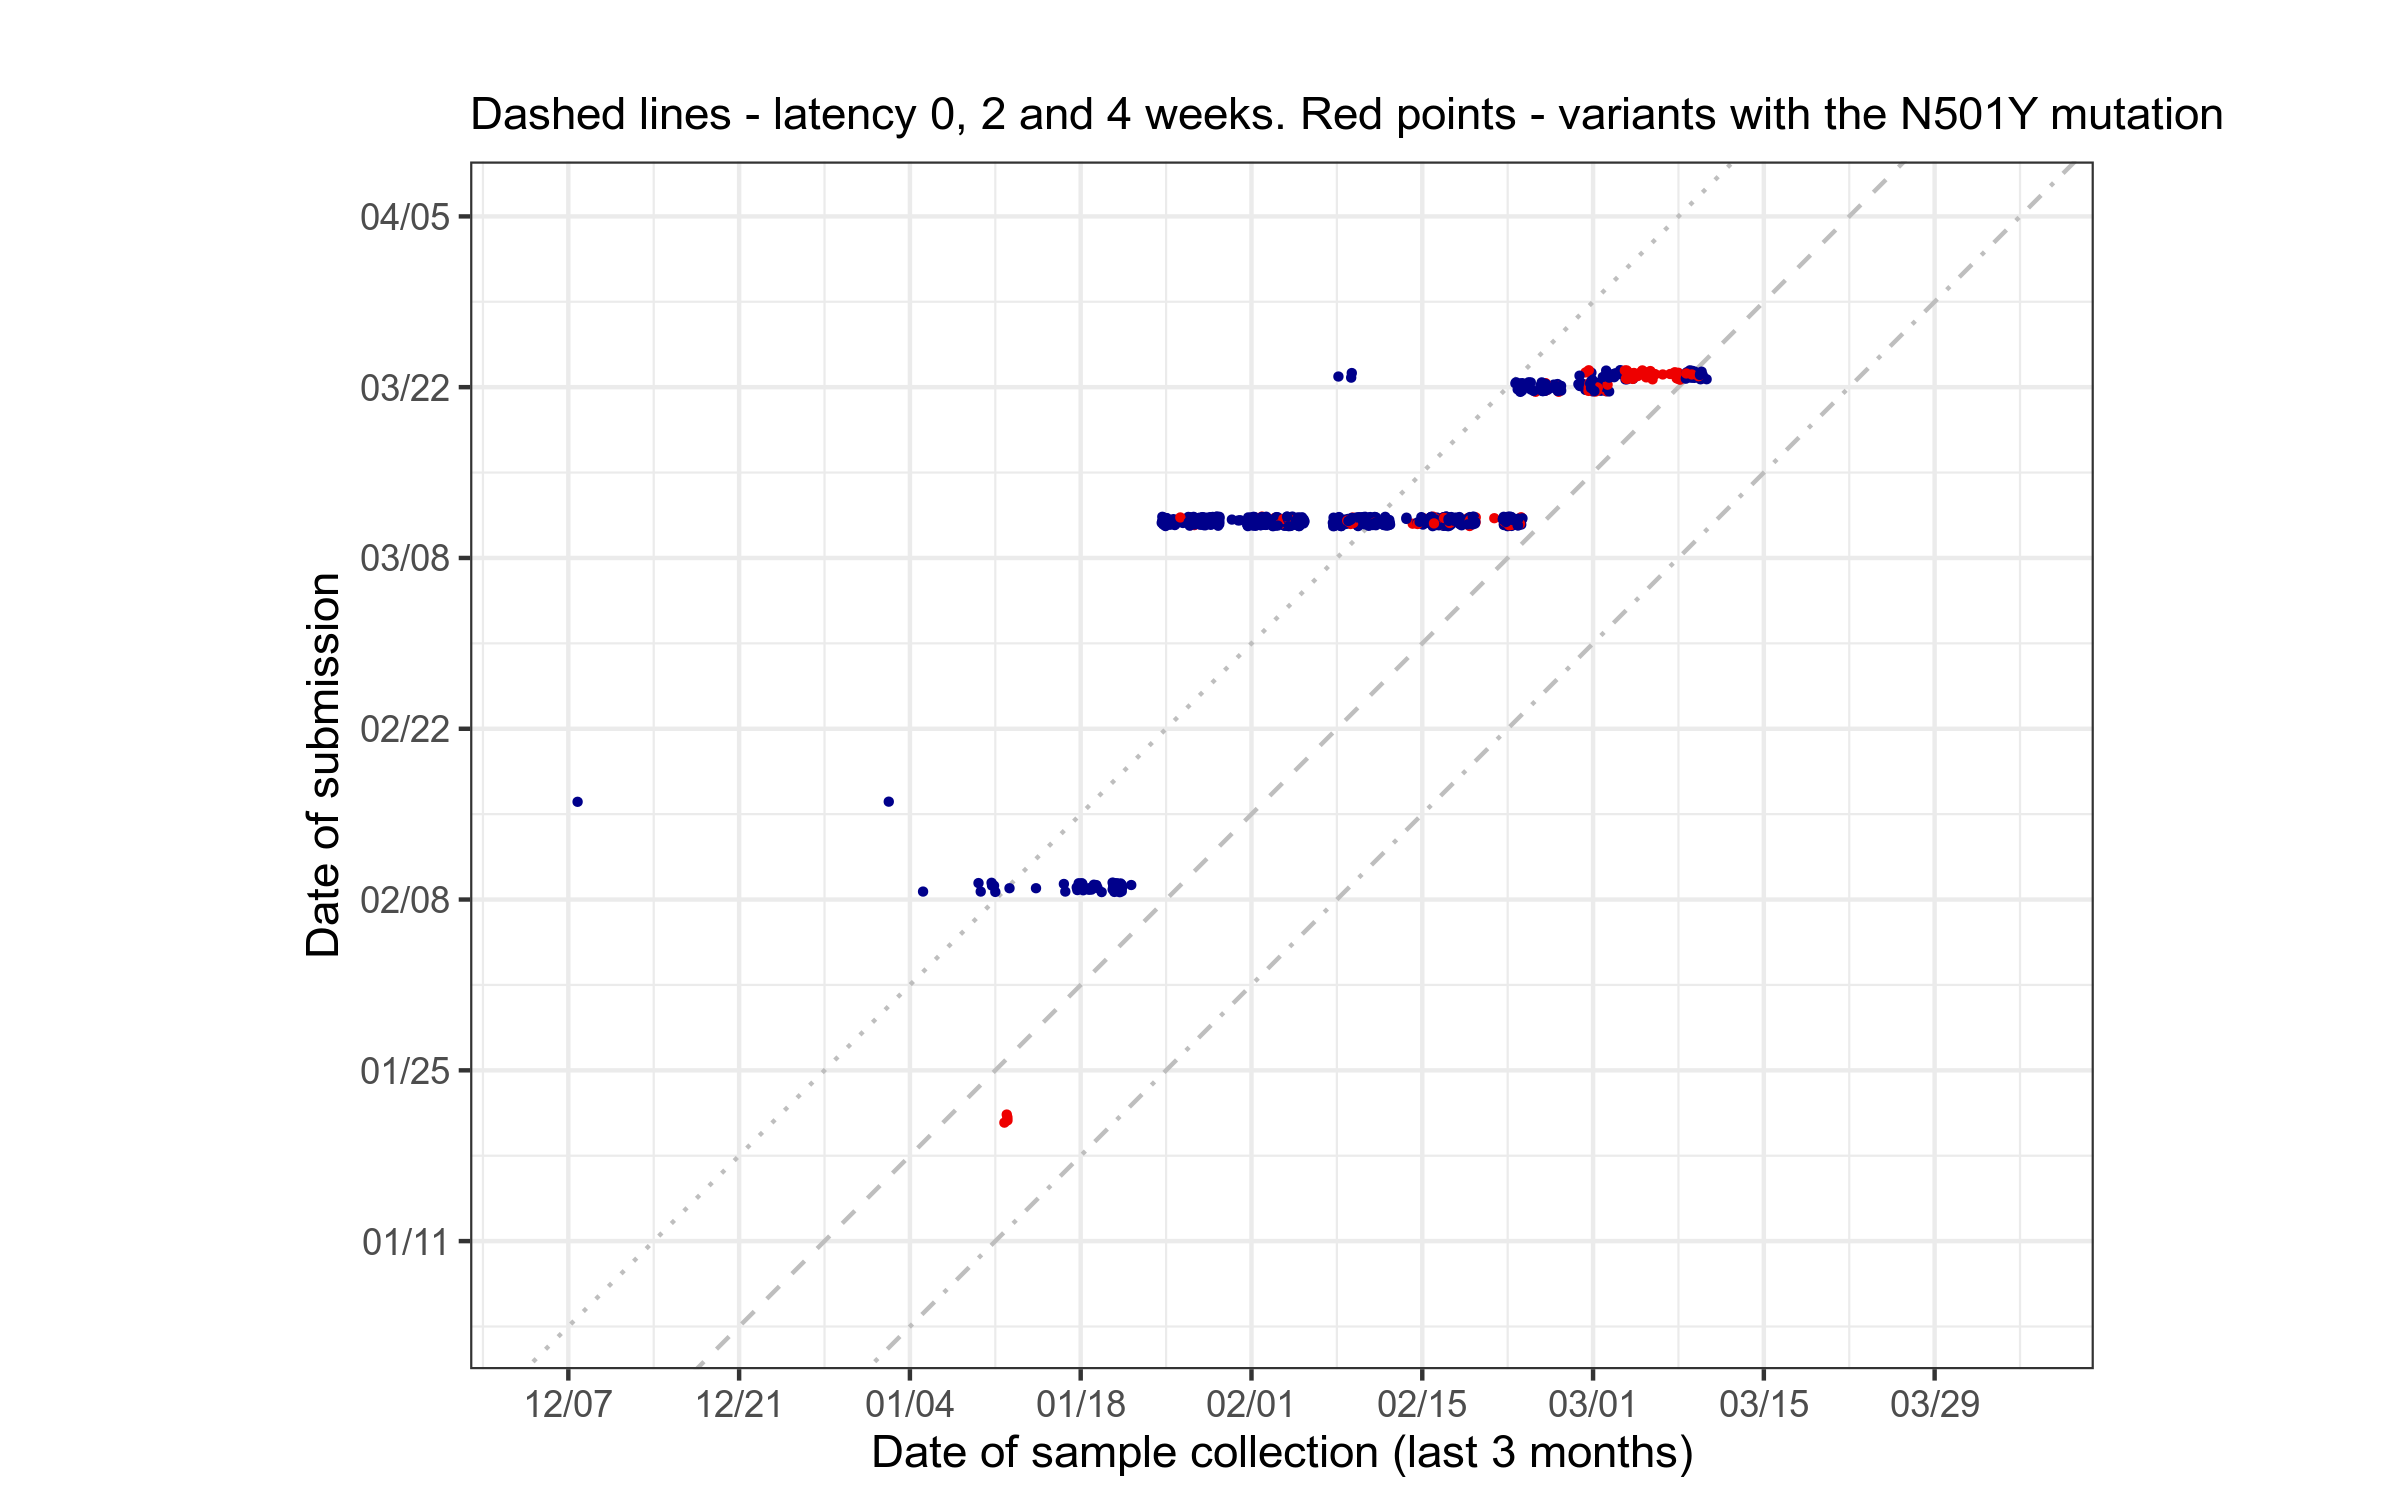 Dashed lines - latency 0, 2 and 4 weeks. Red points - variants with the N501Y mutation
Date of submission
04/05
03/22
03/08
02/22
02/08
01/25
01/11
12/07 12/21 01/04 01/18 02/01 02/15 03/01 03/15 03/29
Date of sample collection (last 3 months)